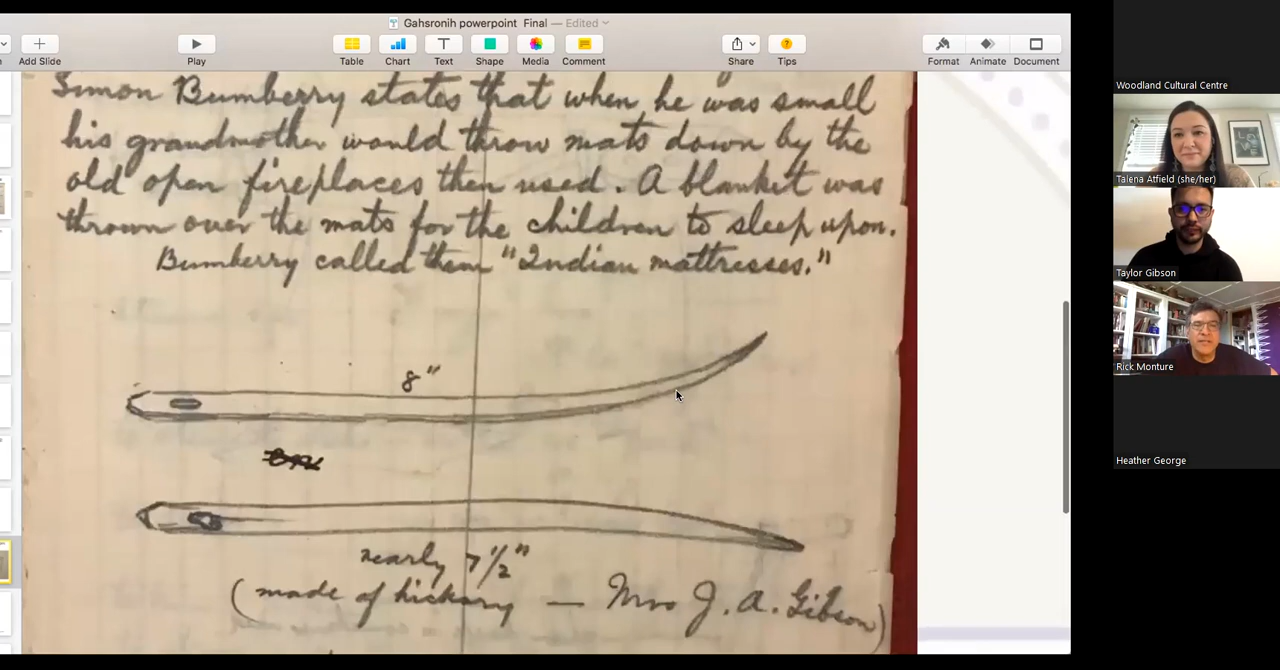 Gahsronih powerpoint Final — Edited
Add Slide
Play
Table
Chart
Text
Shape
Media
Comment
Share
Tips
Format
Animate
Document
Simon Bumberry states that when he was small
his grandmother would throw mats down by the
old open fireplaces then used. A blanket was
thrown over the mats for the children to sleep upon.
Bumberry called them "Indian mattresses."
8"
nearly 7 1/2"
(made of hickory — Mrs J. A. Gibson)
Woodland Cultural Centre
Talena Atfield (she/her)
Taylor Gibson
Rick Monture
Heather George